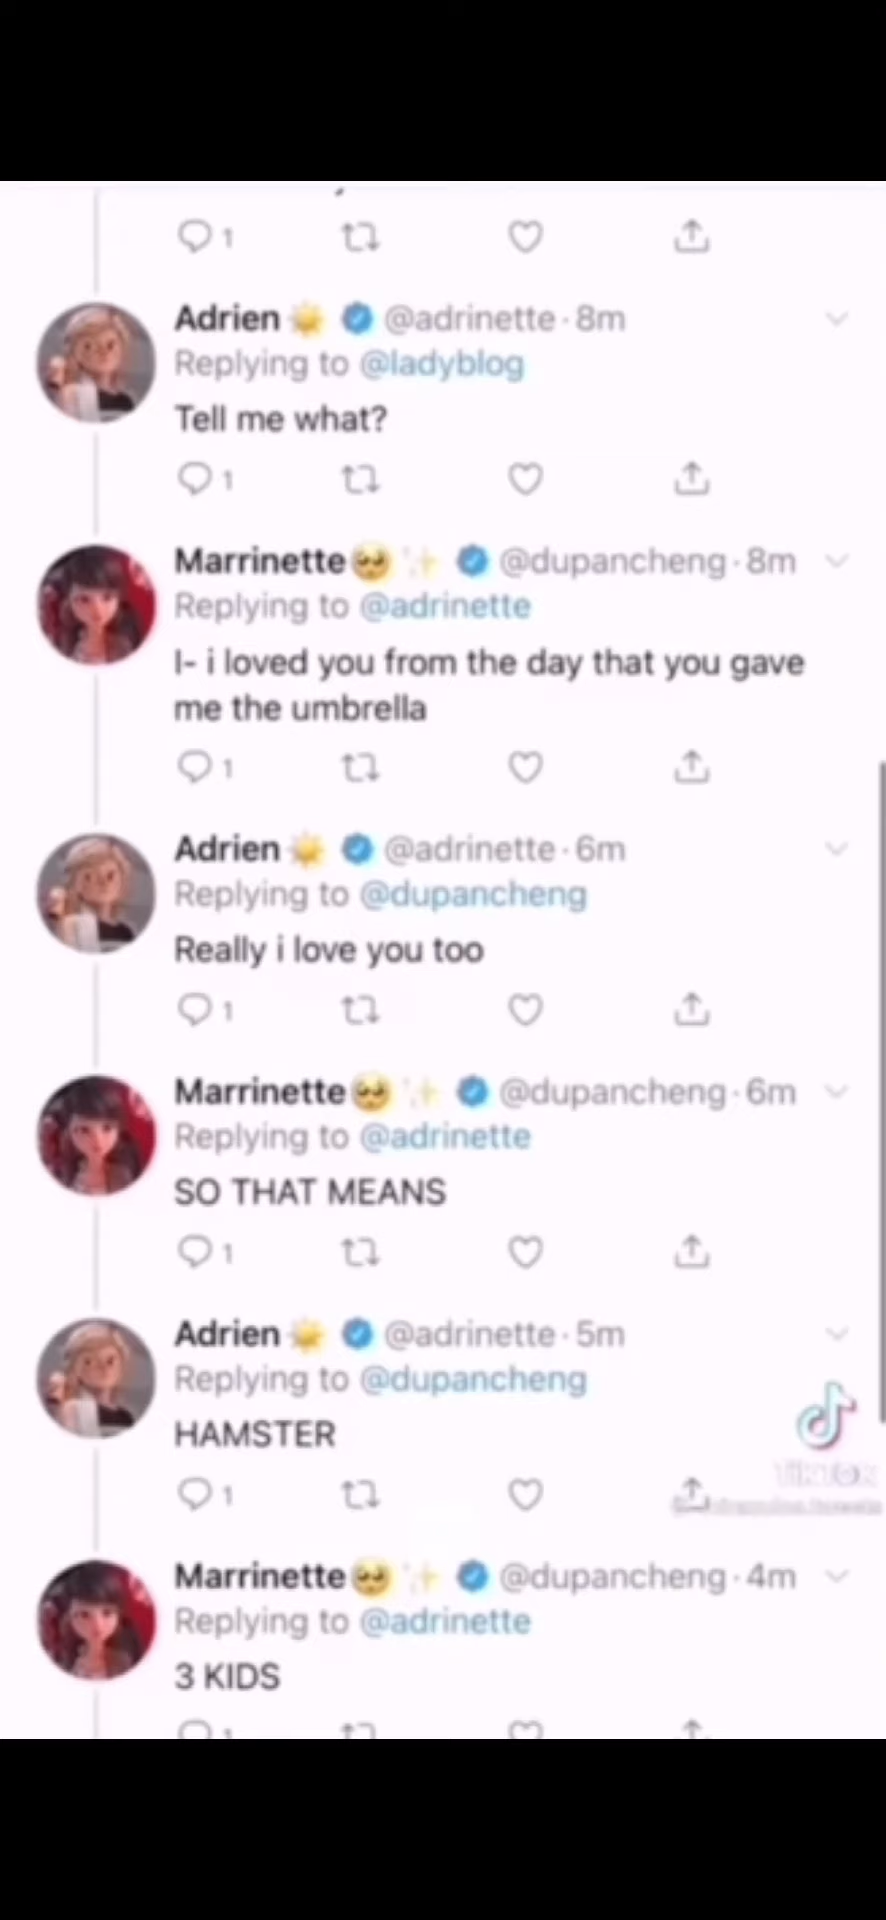 1
Adrien☀️ @adrinette · 8m
Replying to @ladyblog
Tell me what?
1
Marrinette🥺✨ @dupancheng · 8m
Replying to @adrinette
I- i loved you from the day that you gave
me the umbrella
1
Adrien☀️ @adrinette · 6m
Replying to @dupancheng
Really i love you too
1
Marrinette🥺✨ @dupancheng · 6m
Replying to @adrinette
SO THAT MEANS
1
Adrien☀️ @adrinette · 5m
Replying to @dupancheng
HAMSTER
TikTok
1
Marrinette🥺✨ @dupancheng · 4m
Replying to @adrinette
3 KIDS
1